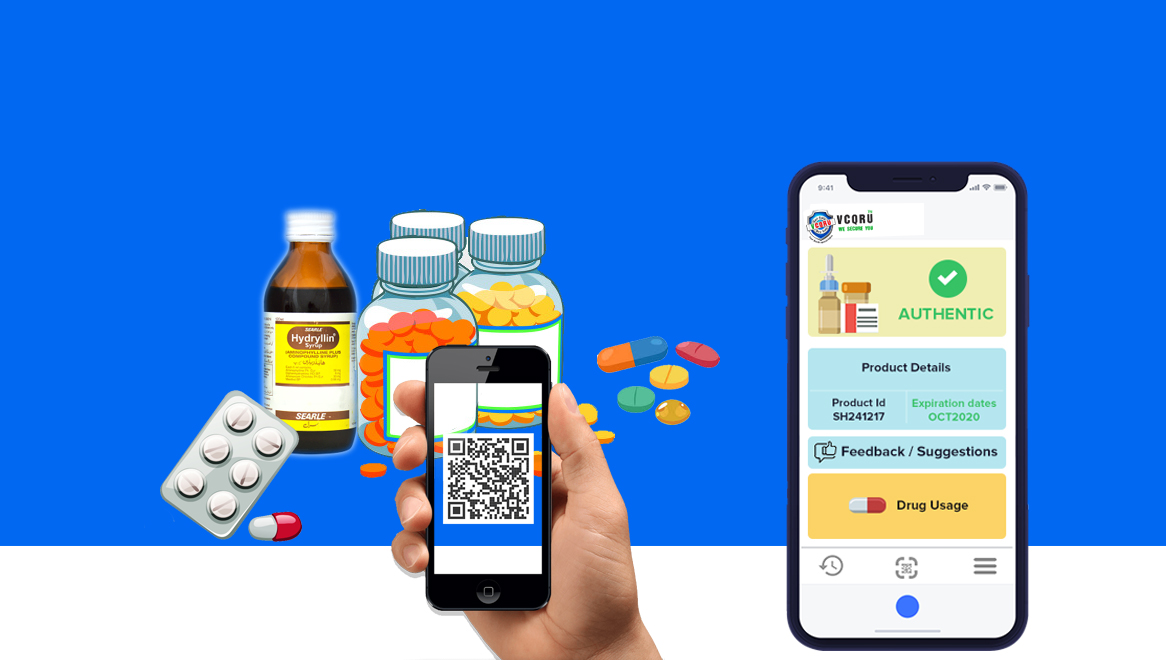 SEARLE
Hydryllin
Syrup
(AMINOPHYLLINE PLUS
COMPOUND SYRUP)
SEARLE
سرل
9:41
VCQRU
WE SECURE YOU
AUTHENTIC
Product Details
Product Id
SH241217
Expiration dates
OCT2020
Feedback / Suggestions
Drug Usage